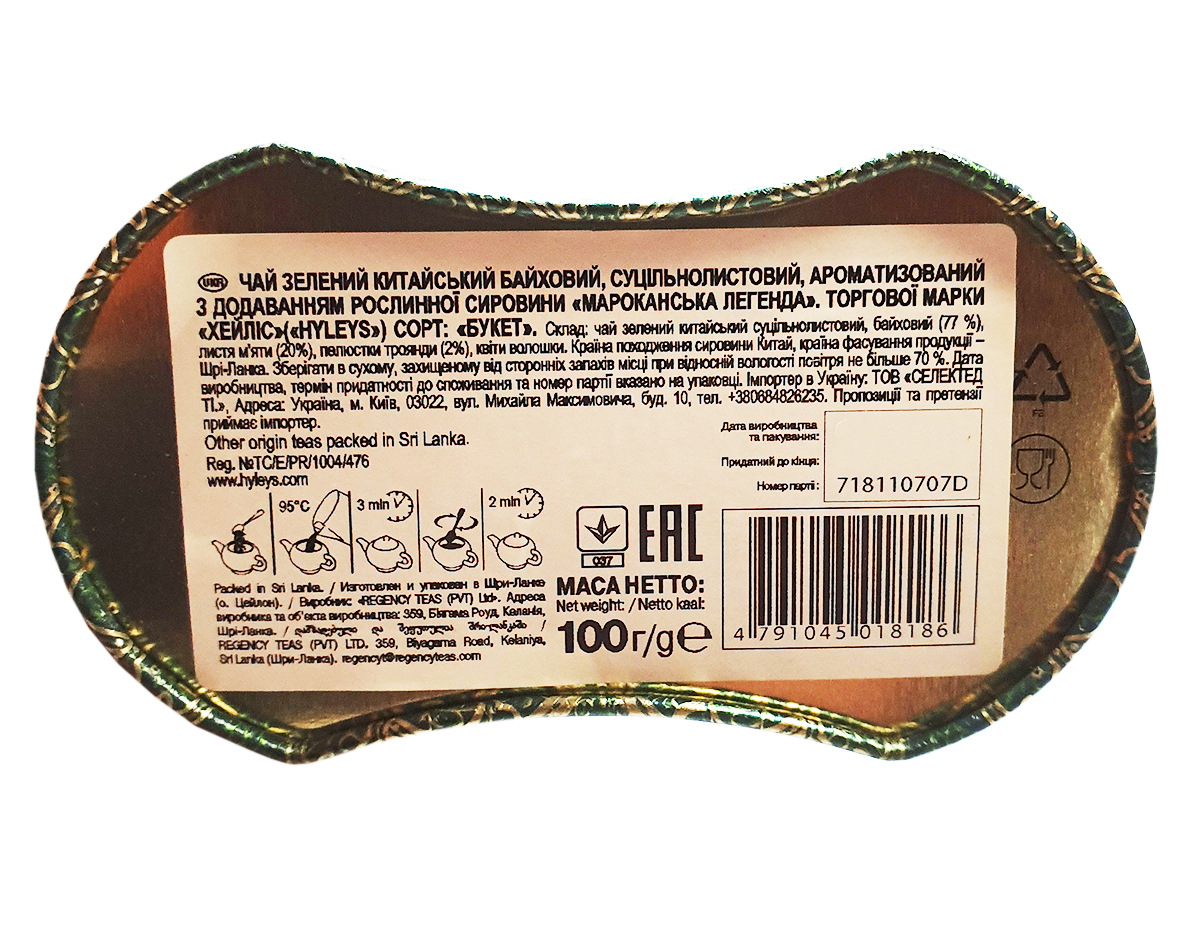 UKR ЧАЙ ЗЕЛЕНИЙ КИТАЙСЬКИЙ БАЙХОВИЙ, СУЦІЛЬНОЛИСТОВИЙ, АРОМАТИЗОВАНИЙ
З ДОДАВАННЯМ РОСЛИННОЇ СИРОВИНИ «МАРОКАНСЬКА ЛЕГЕНДА». ТОРГОВОЇ МАРКИ
«ХЕЙЛІС»(«HYLEYS») СОРТ: «БУКЕТ». Склад: чай зелений китайський суцільнолистовий, байховий (77 %),
листя м'яти (20%), пелюстки троянди (2%), квіти волошки. Країна походження сировини Китай, країна фасування продукції –
Шрі-Ланка. Зберігати в сухому, захищеному від сторонніх запахів місці при відносній вологості повітря не більше 70 %. Дата
виробництва, термін придатності до споживання та номер партії вказано на упаковці. Імпортер в Україну: ТОВ «СЕЛЕКТЕД
ТІ.», Адреса: Україна, м. Київ, 03022, вул. Михайла Максимовича, буд. 10, тел. +380684826235. Пропозиції та претензії
приймає імпортер.
Other origin teas packed in Sri Lanka.
Reg. №TC/E/PR/1004/476
www.hyleys.com
Дата виробництва
та пакування:
Придатний до кінця:
Номер партії: 718110707D
95°C 3 min 2 min
Packed in Sri Lanka. / Изготовлен и упакован в Шри-Ланке
(о. Цейлон). / Виробник: «REGENCY TEAS (PVT) Ltd». Адреса
виробника та об'єкта виробництва: 359, Біягама Роуд, Келанія,
Шрі-Ланка. / დამზადებულია და შეფუთულია შრი-ლანკაში /
REGENCY TEAS (PVT) LTD. 359, Biyagama Road, Kelaniya,
Sri Lanka (Шри-Ланка). regencyt@regencyteas.com
037
EAC
МАСА НЕТТО:
Net weight: / Netto kaal:
100г/g℮
4 791045 018186
FE